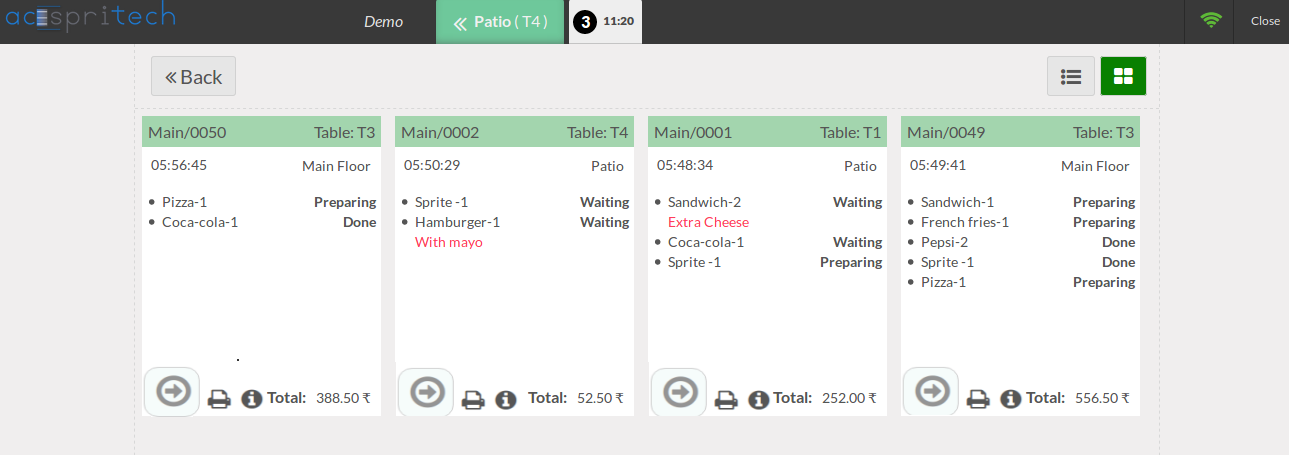 acespritech
Demo
Patio ( T4 )
3 11:20
Close
Back
Main/0050 Table: T3
05:56:45 Main Floor
Pizza-1 Preparing
Coca-cola-1 Done
Total: 388.50 ₹
Main/0002 Table: T4
05:50:29 Patio
Sprite -1 Waiting
Hamburger-1 Waiting
With mayo
Total: 52.50 ₹
Main/0001 Table: T1
05:48:34 Patio
Sandwich-2 Waiting
Extra Cheese
Coca-cola-1 Waiting
Sprite -1 Preparing
Total: 252.00 ₹
Main/0049 Table: T3
05:49:41 Main Floor
Sandwich-1 Preparing
French fries-1 Preparing
Pepsi-2 Done
Sprite -1 Done
Pizza-1 Preparing
Total: 556.50 ₹